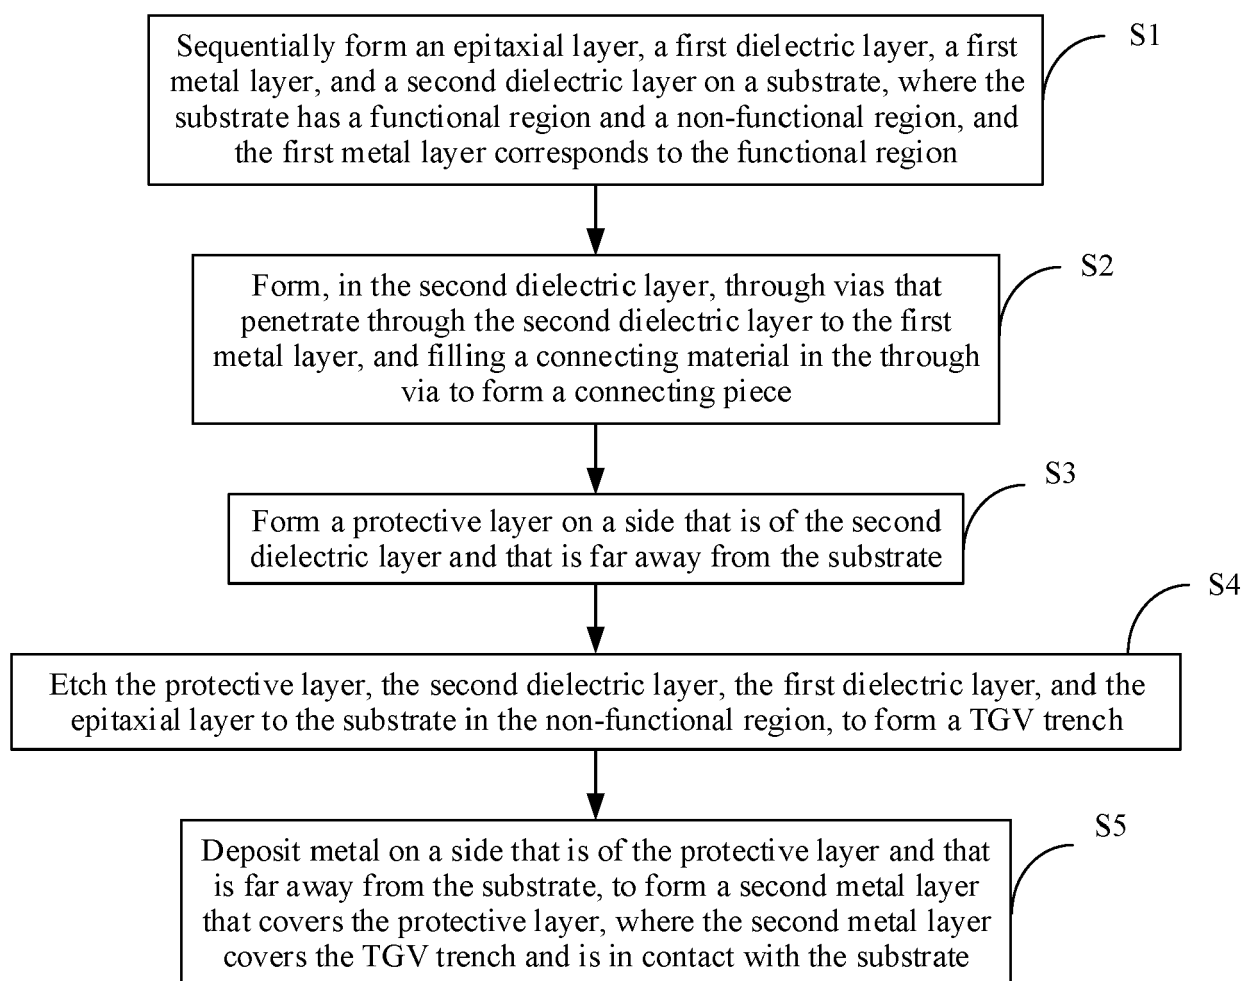 Sequentially form an epitaxial layer, a first dielectric layer, a first
metal layer, and a second dielectric layer on a substrate, where the
substrate has a functional region and a non-functional region, and
the first metal layer corresponds to the functional region
S1
Form, in the second dielectric layer, through vias that
penetrate through the second dielectric layer to the first
metal layer, and filling a connecting material in the through
via to form a connecting piece
S2
Form a protective layer on a side that is of the second
dielectric layer and that is far away from the substrate
S3
Etch the protective layer, the second dielectric layer, the first dielectric layer, and the
epitaxial layer to the substrate in the non-functional region, to form a TGV trench
S4
Deposit metal on a side that is of the protective layer and that
is far away from the substrate, to form a second metal layer
that covers the protective layer, where the second metal layer
covers the TGV trench and is in contact with the substrate
S5